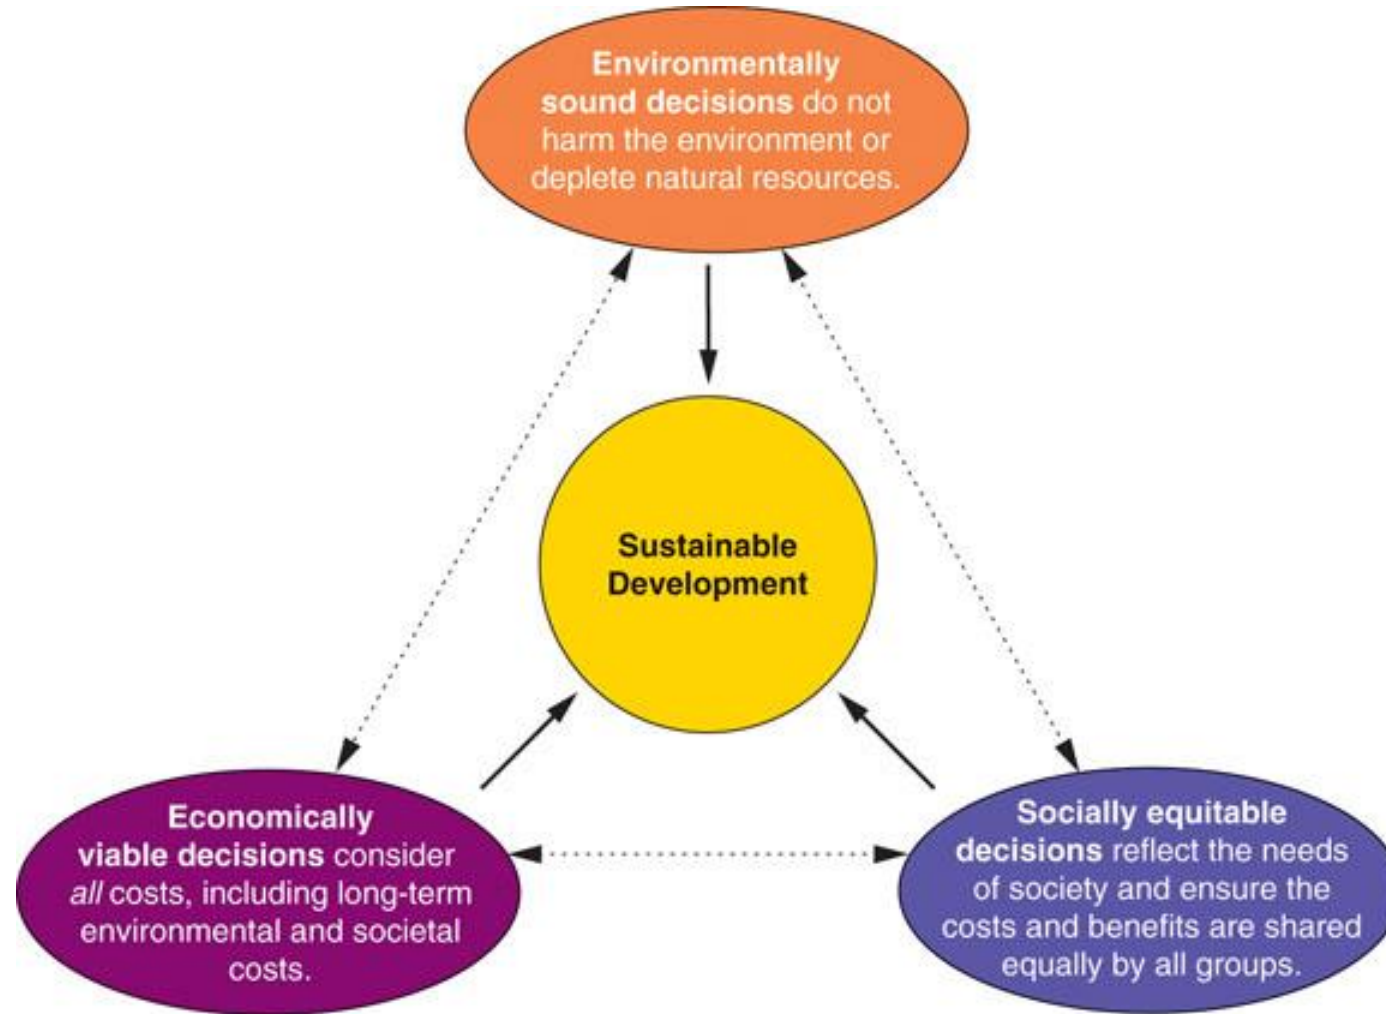 Environmentally
sound decisions do not
harm the environment or
deplete natural resources.
Sustainable
Development
Economically
viable decisions consider
all costs, including long-term
environmental and societal
costs.
Socially equitable
decisions reflect the needs
of society and ensure the
costs and benefits are shared
equally by all groups.